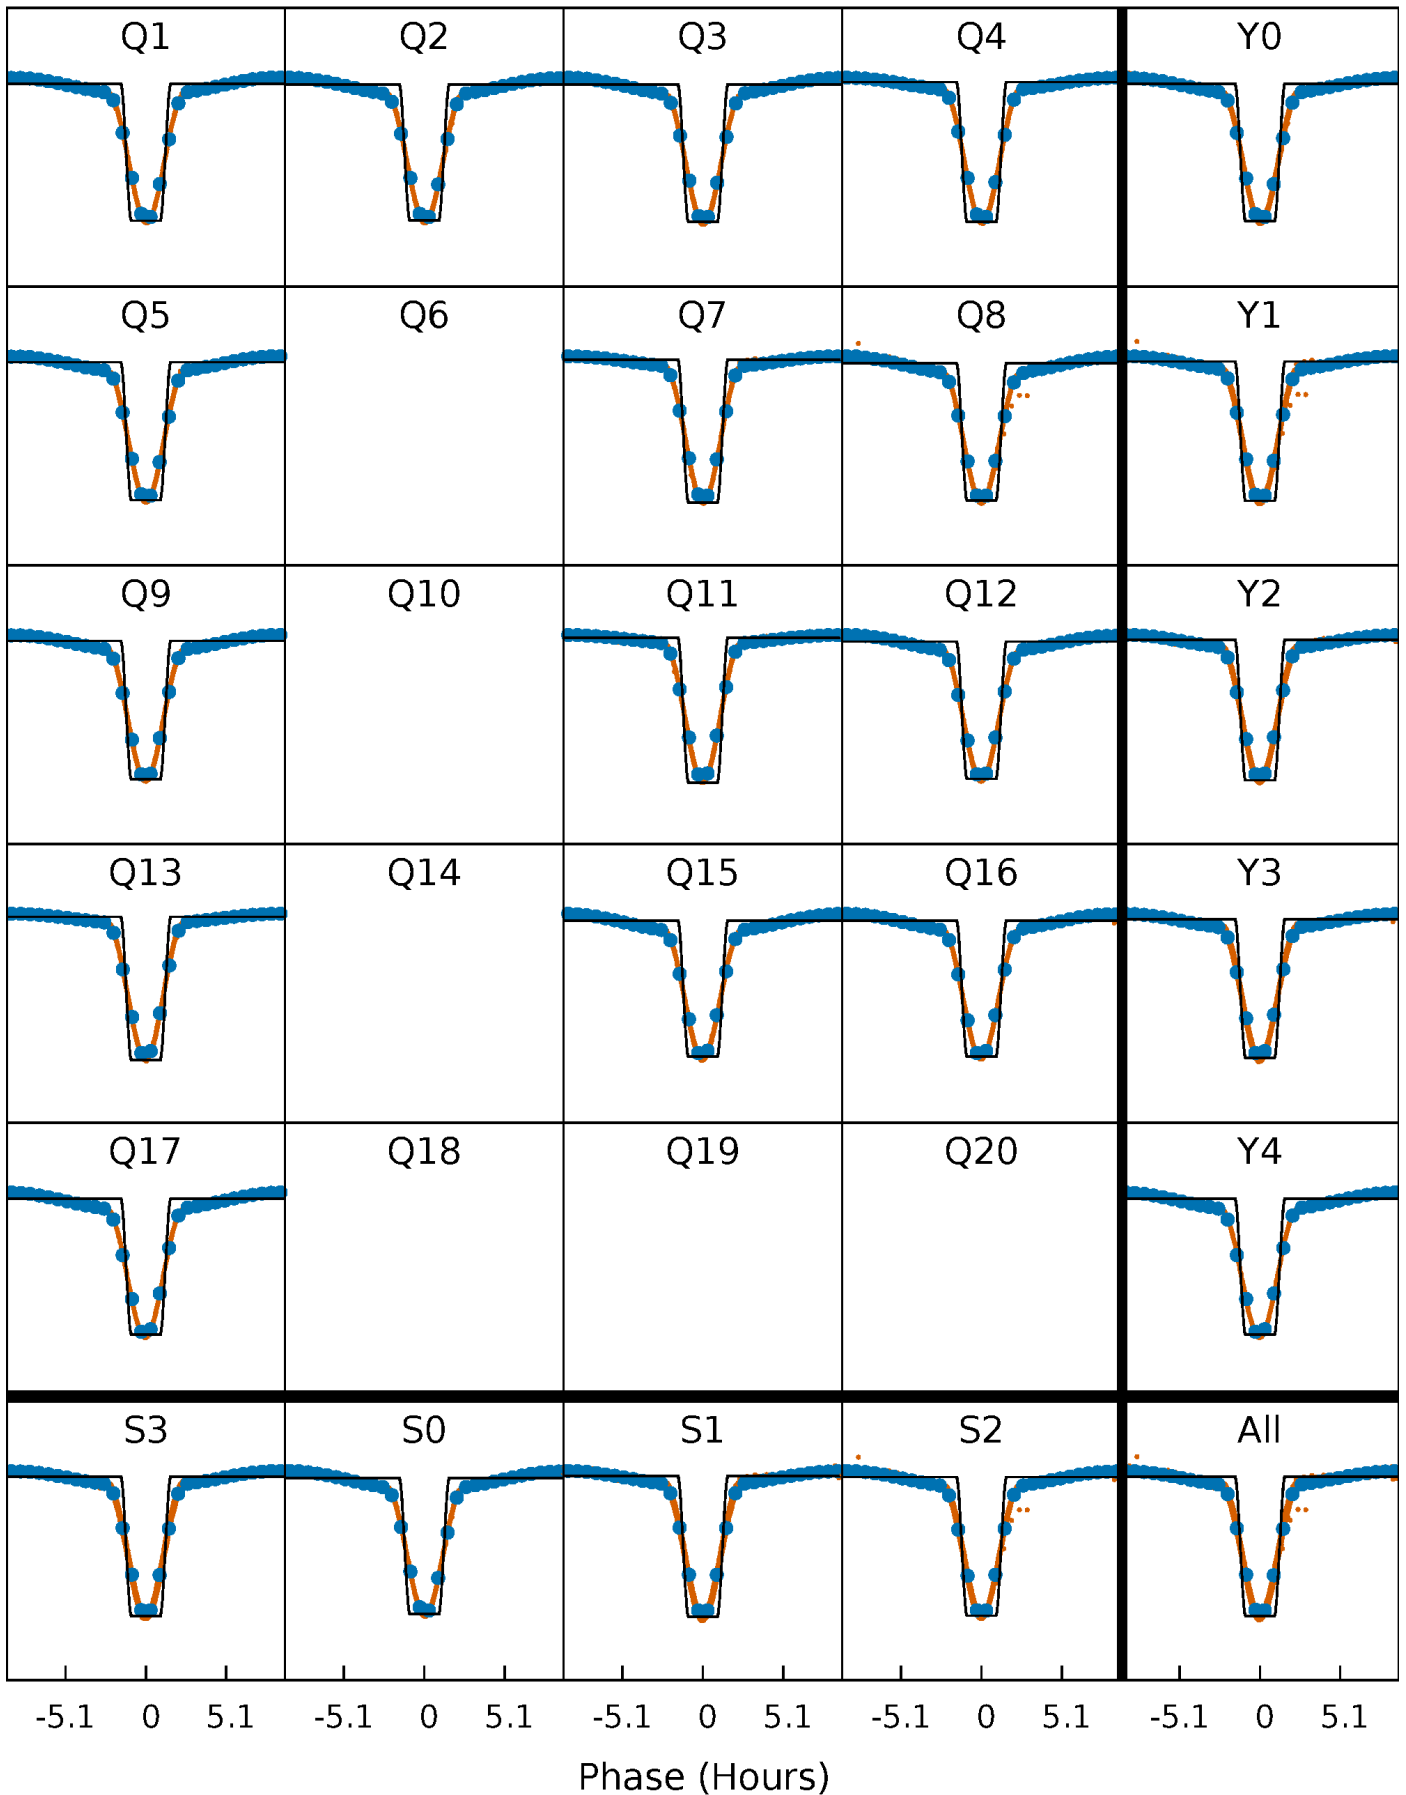 Q1 Q2 Q3 Q4 Y0
Q5 Q6 Q7 Q8 Y1
Q9 Q10 Q11 Q12 Y2
Q13 Q14 Q15 Q16 Y3
Q17 Q18 Q19 Q20 Y4
S3 S0 S1 S2 All
-5.1 0 5.1 -5.1 0 5.1 -5.1 0 5.1 -5.1 0 5.1 -5.1 0 5.1
Phase (Hours)